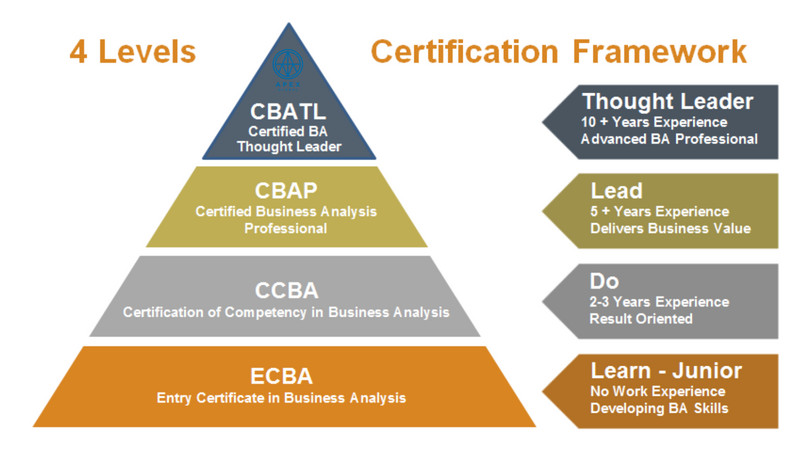 4 Levels
Certification Framework
CBATL
Certified BA
Thought Leader
Thought Leader
10 + Years Experience
Advanced BA Professional
CBAP
Certified Business Analysis
Professional
Lead
5 + Years Experience
Delivers Business Value
CCBA
Certification of Competency in Business Analysis
Do
2-3 Years Experience
Result Oriented
ECBA
Entry Certificate in Business Analysis
Learn - Junior
No Work Experience
Developing BA Skills